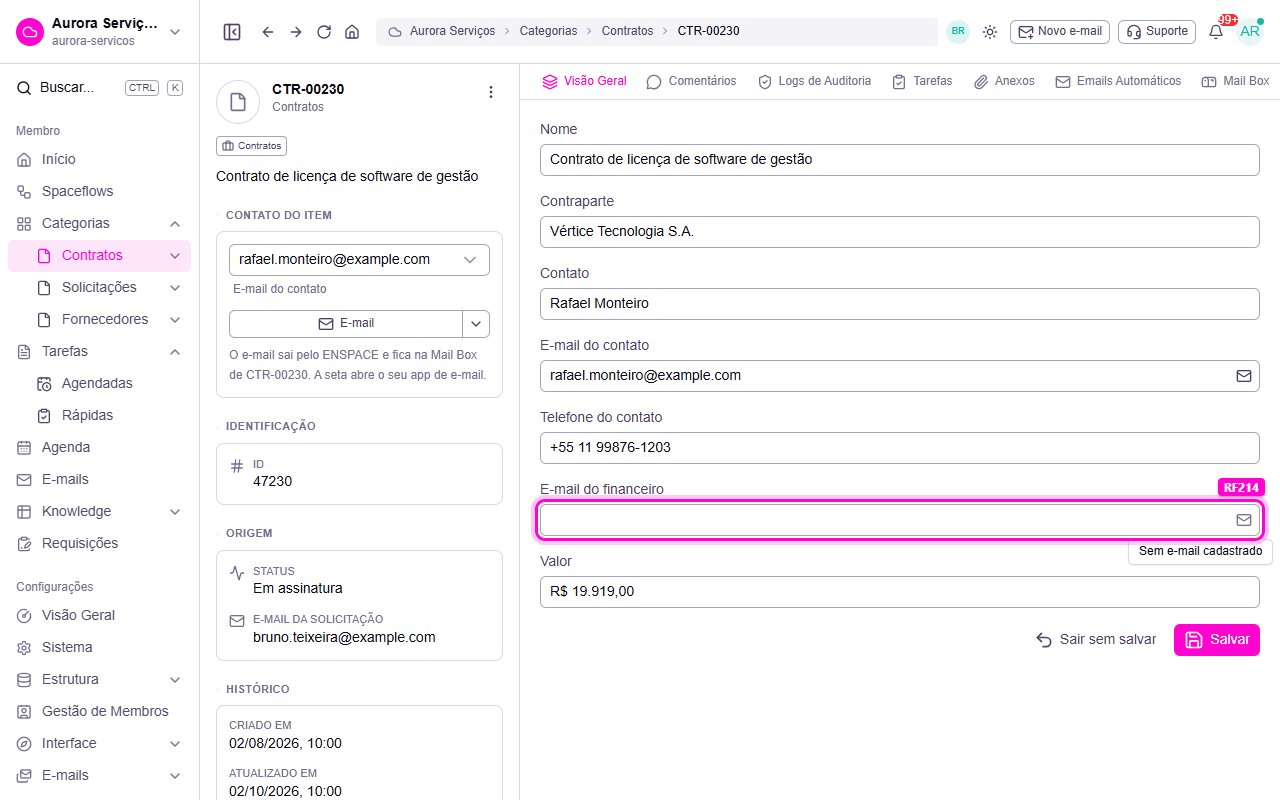 Aurora Serviç...
aurora-servicos
Aurora Serviços > Categorias > Contratos > CTR-00230
BR
Novo e-mail
Suporte
99+
AR
Buscar...
CTRL
K
Membro
Início
Spaceflows
Categorias
Contratos
Solicitações
Fornecedores
Tarefas
Agendadas
Rápidas
Agenda
E-mails
Knowledge
Requisições
Configurações
Visão Geral
Sistema
Estrutura
Gestão de Membros
Interface
E-mails
CTR-00230
Contratos
Contratos
Contrato de licença de software de gestão
CONTATO DO ITEM
rafael.monteiro@example.com
E-mail do contato
E-mail
O e-mail sai pelo ENSPACE e fica na Mail Box
de CTR-00230. A seta abre o seu app de e-mail.
IDENTIFICAÇÃO
ID
47230
ORIGEM
STATUS
Em assinatura
E-MAIL DA SOLICITAÇÃO
bruno.teixeira@example.com
HISTÓRICO
CRIADO EM
02/08/2026, 10:00
ATUALIZADO EM
02/10/2026, 10:00
Visão Geral
Comentários
Logs de Auditoria
Tarefas
Anexos
Emails Automáticos
Mail Box
Nome
Contrato de licença de software de gestão
Contraparte
Vértice Tecnologia S.A.
Contato
Rafael Monteiro
E-mail do contato
rafael.monteiro@example.com
Telefone do contato
+55 11 99876-1203
E-mail do financeiro
RF214
Sem e-mail cadastrado
Valor
R$ 19.919,00
Sair sem salvar
Salvar